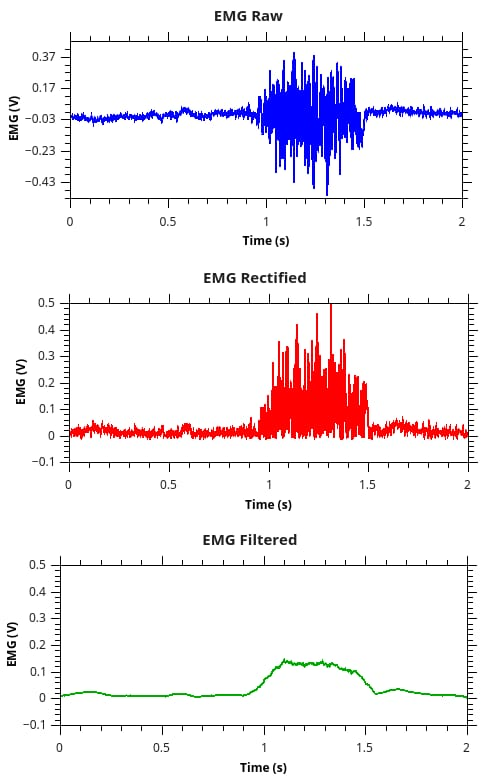 EMG Raw
0.37
0.17
−0.03
−0.23
−0.43
EMG (V)
0 0.5 1 1.5 2
Time (s)
EMG Rectified
0.5
0.4
0.3
0.2
0.1
0
−0.1
EMG (V)
0 0.5 1 1.5 2
Time (s)
EMG Filtered
0.5
0.4
0.3
0.2
0.1
0
−0.1
EMG (V)
0 0.5 1 1.5 2
Time (s)